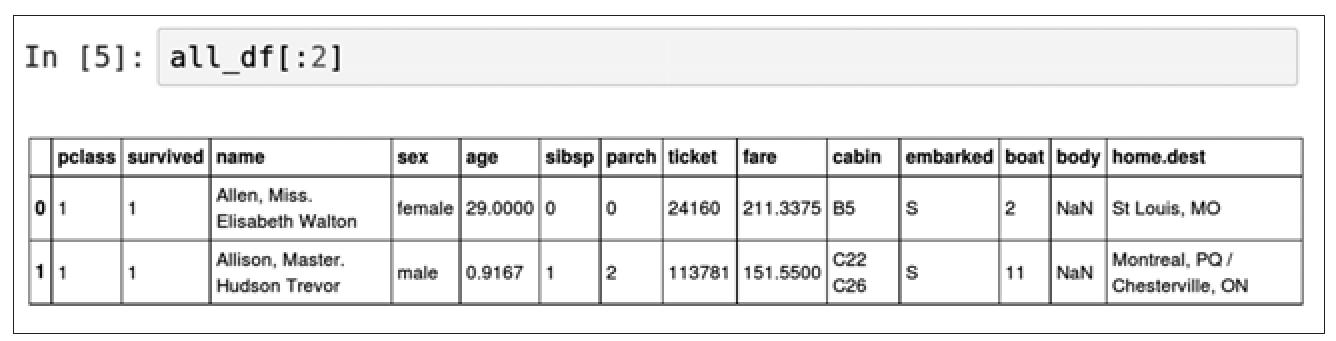 In [5]: all_df[:2]
pclass survived name sex age sibsp parch ticket fare cabin embarked boat body home.dest
0 1 1 Allen, Miss. Elisabeth Walton female 29.0000 0 0 24160 211.3375 B5 S 2 NaN St Louis, MO
1 1 1 Allison, Master. Hudson Trevor male 0.9167 1 2 113781 151.5500 C22 C26 S 11 NaN Montreal, PQ / Chesterville, ON